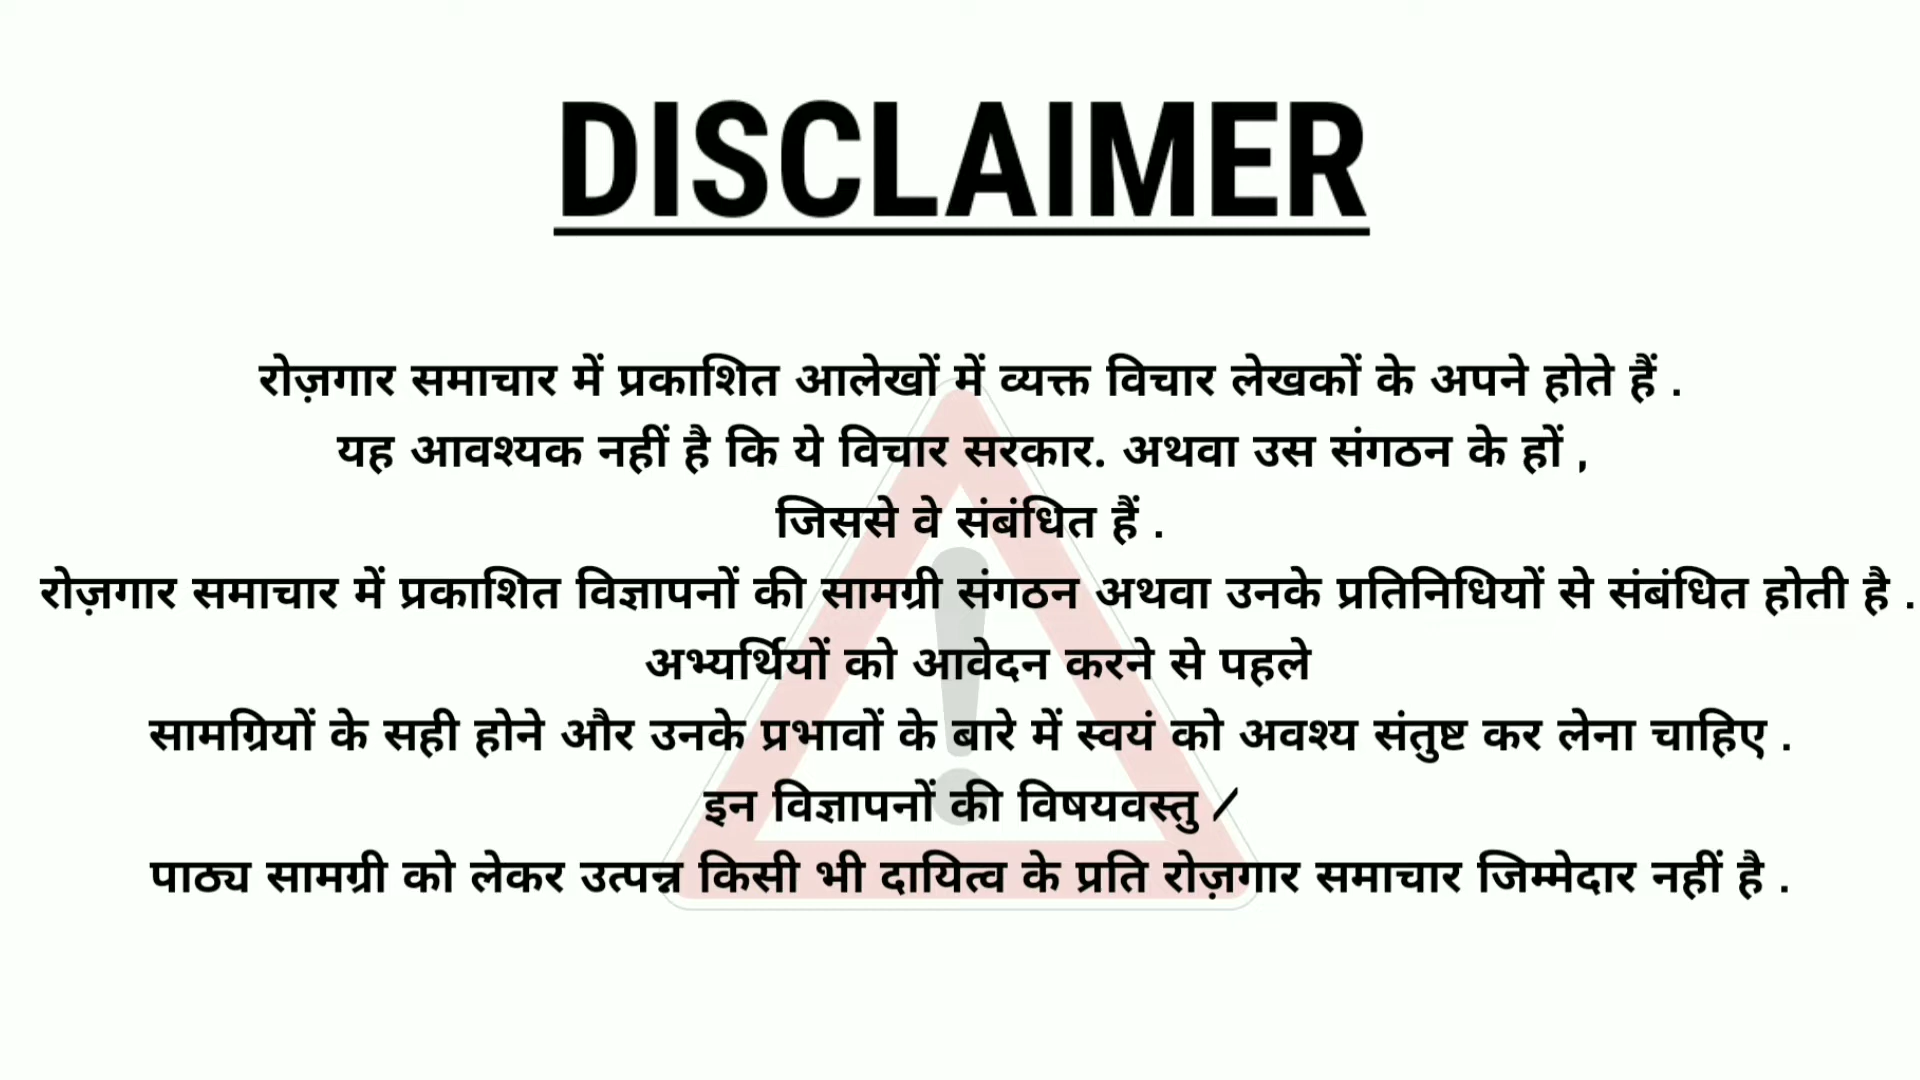 DISCLAIMER
रोज़गार समाचार में प्रकाशित आलेखों में व्यक्त विचार लेखकों के अपने होते हैं .
यह आवश्यक नहीं है कि ये विचार सरकार. अथवा उस संगठन के हों ,
जिससे वे संबंधित हैं .
रोज़गार समाचार में प्रकाशित विज्ञापनों की सामग्री संगठन अथवा उनके प्रतिनिधियों से संबंधित होती है .
अभ्यर्थियों को आवेदन करने से पहले
सामग्रियों के सही होने और उनके प्रभावों के बारे में स्वयं को अवश्य संतुष्ट कर लेना चाहिए .
इन विज्ञापनों की विषयवस्तु /
पाठ्य सामग्री को लेकर उत्पन्न किसी भी दायित्व के प्रति रोज़गार समाचार जिम्मेदार नहीं है .